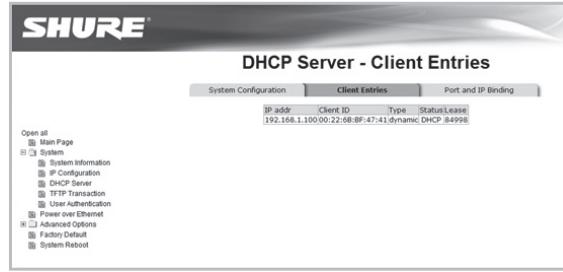 SHURE
DHCP Server - Client Entries
System Configuration Client Entries Port and IP Binding
IP addr Client ID Type Status Lease
192.168.1.100 00:22:6B:BF:47:41 dynamic DHCP 84998
Open all
Main Page
System
System Information
IP Configuration
DHCP Server
TFTP Transaction
User Authentication
Power over Ethernet
Advanced Options
Factory Default
System Reboot